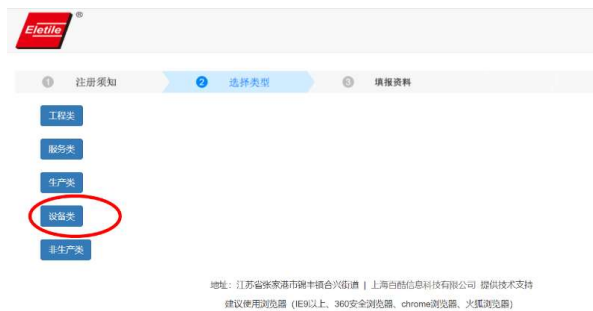 Eletile ®
1 注册须知 2 选择类型 3 填报资料
工程类
服务类
生产类
设备类
非生产类
地址：江苏省张家港市锦丰镇合兴街道 | 上海百酷信息科技有限公司 提供技术支持
建议使用浏览器 (IE9以上、360安全浏览器、chrome浏览器、火狐浏览器)